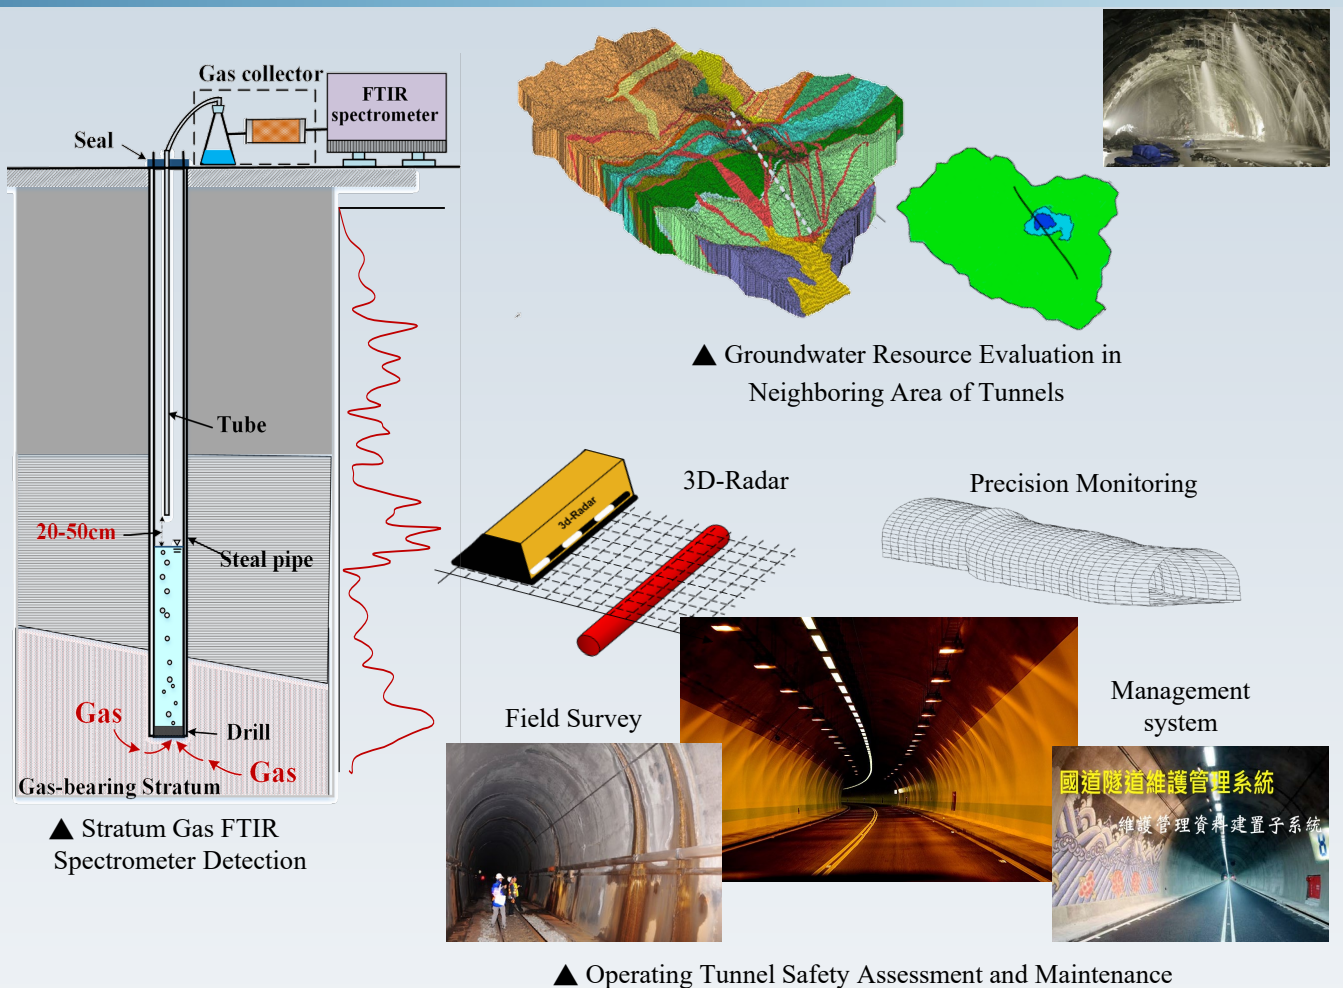 Gas collector
FTIR
spectrometer
Seal
Tube
20-50cm
Steal pipe
Gas
Drill
Gas
Gas-bearing Stratum
▲ Stratum Gas FTIR
Spectrometer Detection
▲ Groundwater Resource Evaluation in
Neighboring Area of Tunnels
3D-Radar
3d-Radar
Precision Monitoring
Field Survey
Management
system
國道隧道維護管理系統
維護管理資料建置子系統
▲ Operating Tunnel Safety Assessment and Maintenance